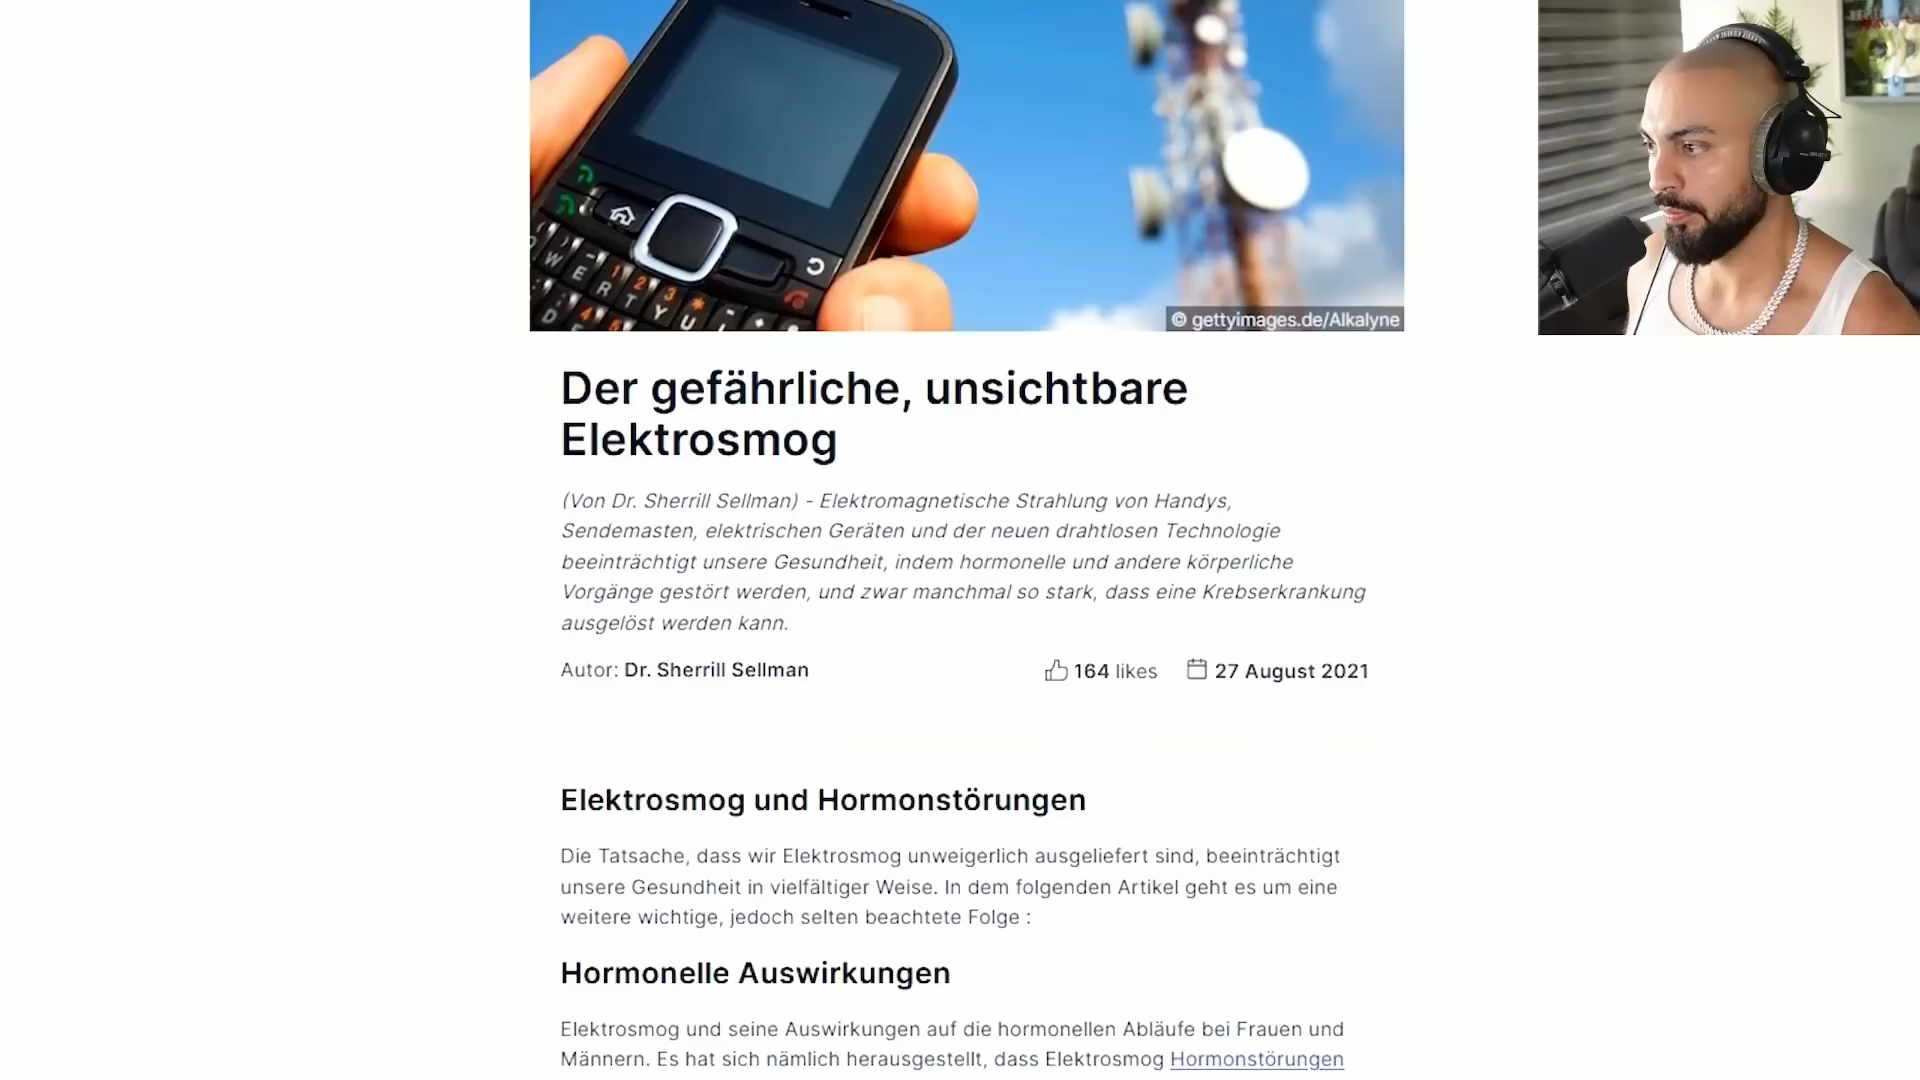 © gettyimages.de/Alkalyne
Der gefährliche, unsichtbare
Elektrosmog
(Von Dr. Sherrill Sellman) - Elektromagnetische Strahlung von Handys,
Sendemasten, elektrischen Geräten und der neuen drahtlosen Technologie
beeinträchtigt unsere Gesundheit, indem hormonelle und andere körperliche
Vorgänge gestört werden, und zwar manchmal so stark, dass eine Krebserkrankung
ausgelöst werden kann.
Autor: Dr. Sherrill Sellman 164 likes 27 August 2021
Elektrosmog und Hormonstörungen
Die Tatsache, dass wir Elektrosmog unweigerlich ausgeliefert sind, beeinträchtigt
unsere Gesundheit in vielfältiger Weise. In dem folgenden Artikel geht es um eine
weitere wichtige, jedoch selten beachtete Folge :
Hormonelle Auswirkungen
Elektrosmog und seine Auswirkungen auf die hormonellen Abläufe bei Frauen und
Männern. Es hat sich nämlich herausgestellt, dass Elektrosmog Hormonstörungen